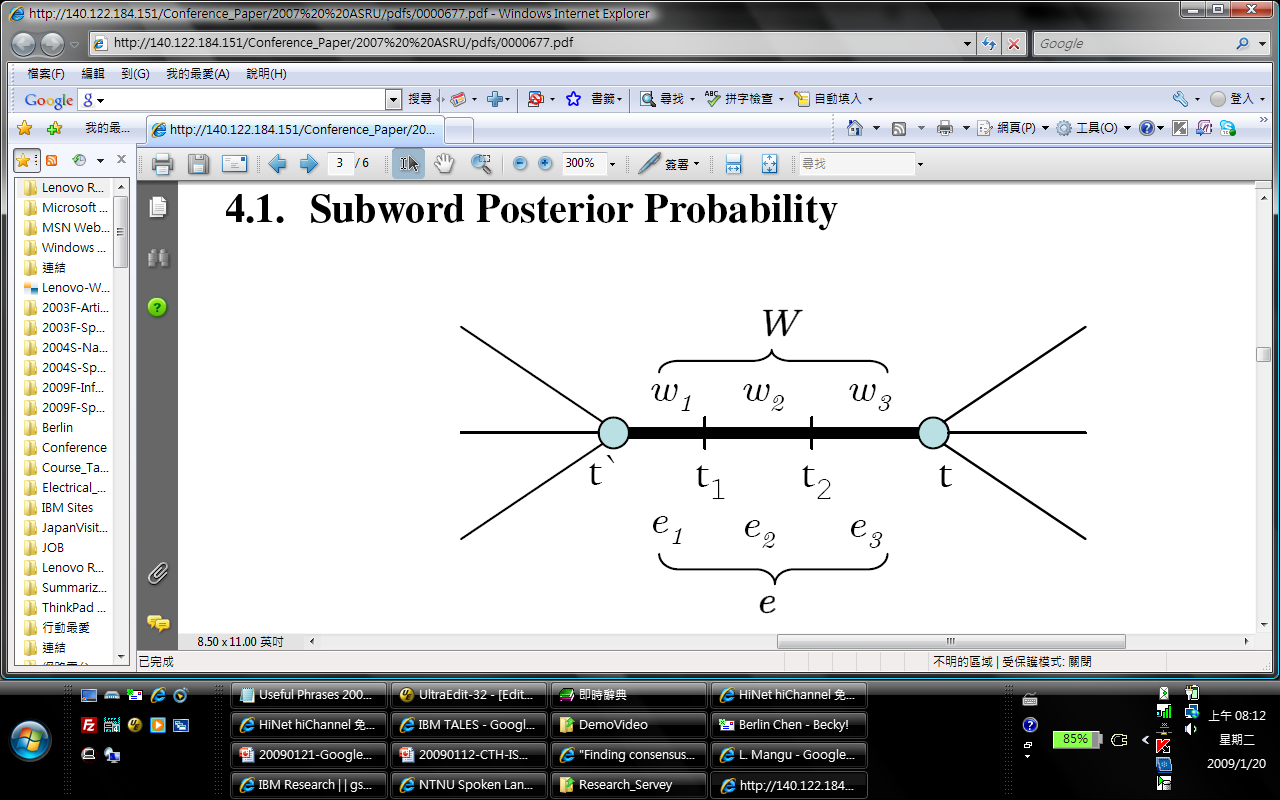 http://140.122.184.151/Conference_Paper/2007%20%20ASRU/pdfs/0000677.pdf - Windows Internet Explorer
http://140.122.184.151/Conference_Paper/2007%20%20ASRU/pdfs/0000677.pdf
Google
檔案(F) 編輯 到(G) 我的最愛(A) 說明(H)
Google g 搜尋 書籤 尋找 ABC 拼字檢查 自動填入 登入
我的最... http://140.122.184.151/Conference_Paper/20... 網頁(P) 工具(O)
3 / 6 300% 簽署 尋找
Lenovo R...
Microsoft ...
MSN Web...
Windows ...
連結
Lenovo-W...
2003F-Arti...
2003F-Sp...
2004S-Na...
2004S-Sp...
2009F-Inf...
2009F-Sp...
Berlin
Conference
Course_Ta...
Electrical_...
IBM Sites
JapanVisit...
JOB
Lenovo R...
Summariz...
ThinkPad ...
行動最愛
連結
4.1. Subword Posterior Probability
W
w1 w2 w3
t` t1 t2 t
e1 e2 e3
e
8.50 x 11.00 英吋
已完成
不明的區域 | 受保護模式: 關閉
Useful Phrases 200... UltraEdit-32 - [Edit... 即時辭典 HiNet hiChannel 免...
HiNet hiChannel 免... IBM TALES - Googl... DemoVideo Berlin Chen - Becky!
20090121-Google... 20090112-CTH-IS... "Finding consensus... L. Mangu - Google...
IBM Research | | gs... NTNU Spoken Lan... Research_Servey http://140.122.184...
85%
上午 08:12
星期二
2009/1/20